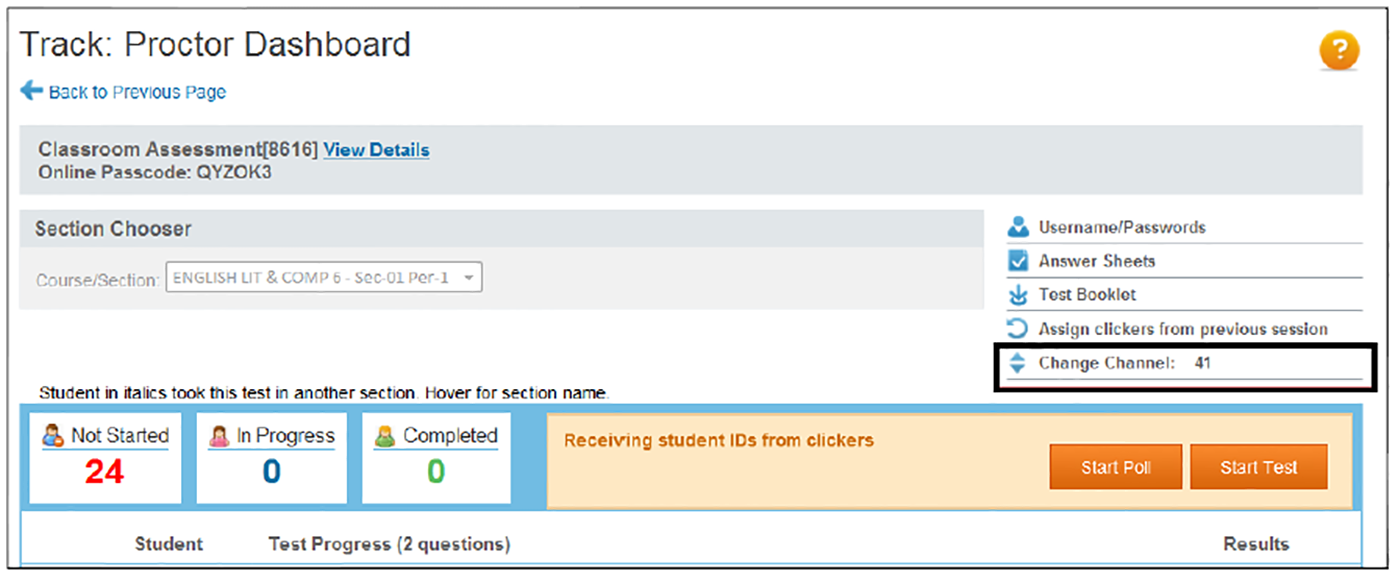 Track: Proctor Dashboard
?
Back to Previous Page
Classroom Assessment[8616] View Details
Online Passcode: QYZOK3
Section Chooser
Course/Section: ENGLISH LIT & COMP 6 - Sec-01 Per-1
Username/Passwords
Answer Sheets
Test Booklet
Assign clickers from previous session
Change Channel: 41
Student in italics took this test in another section. Hover for section name.
Not Started
24
In Progress
0
Completed
0
Receiving student IDs from clickers
Start Poll
Start Test
Student Test Progress (2 questions) Results